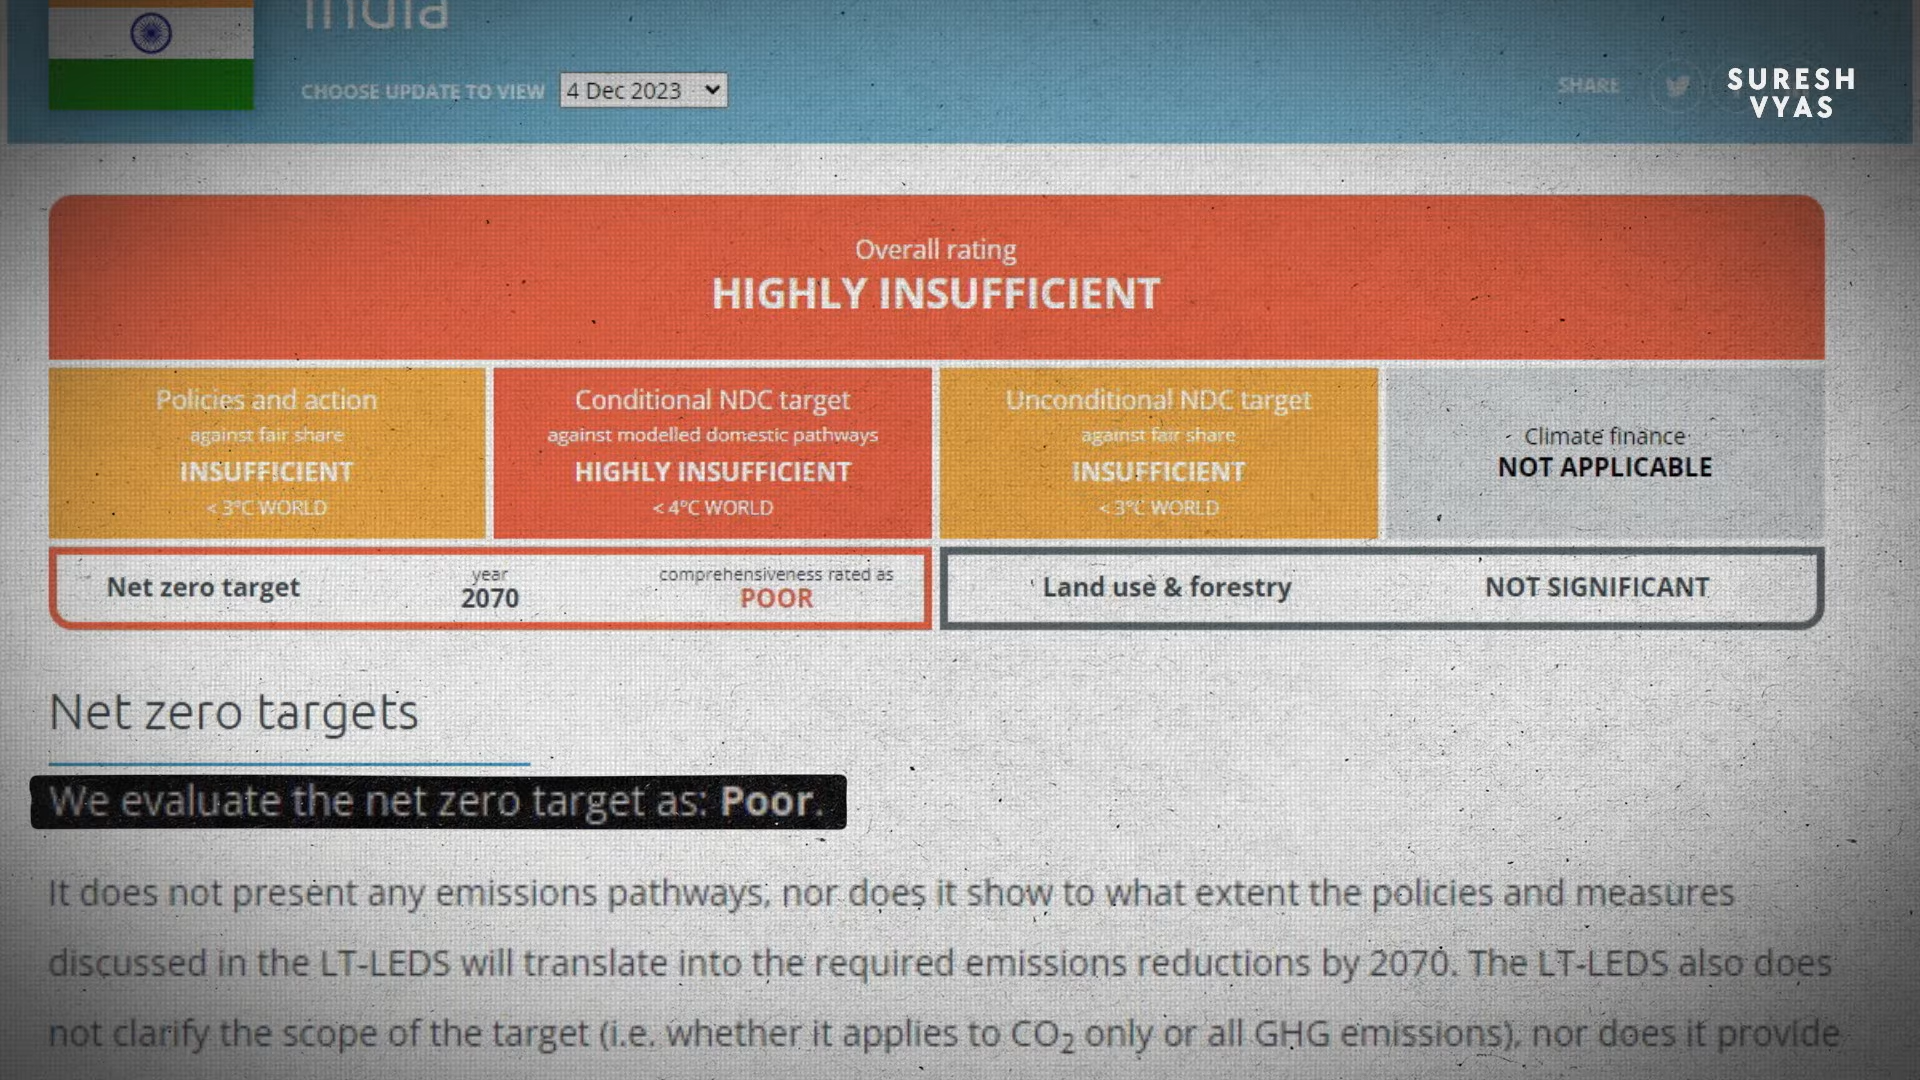 India
CHOOSE UPDATE TO VIEW 4 Dec 2023
SHARE
SURESH
VYAS
Overall rating
HIGHLY INSUFFICIENT
Policies and action
against fair share
INSUFFICIENT
< 3°C WORLD
Conditional NDC target
against modelled domestic pathways
HIGHLY INSUFFICIENT
< 4°C WORLD
Unconditional NDC target
against fair share
INSUFFICIENT
< 3°C WORLD
Climate finance
NOT APPLICABLE
Net zero target
year
2070
comprehensiveness rated as
POOR
Land use & forestry
NOT SIGNIFICANT
Net zero targets
We evaluate the net zero target as: Poor.
It does not present any emissions pathways, nor does it show to what extent the policies and measures
discussed in the LT-LEDS will translate into the required emissions reductions by 2070. The LT-LEDS also does
not clarify the scope of the target (i.e. whether it applies to CO₂ only or all GHG emissions), nor does it provide